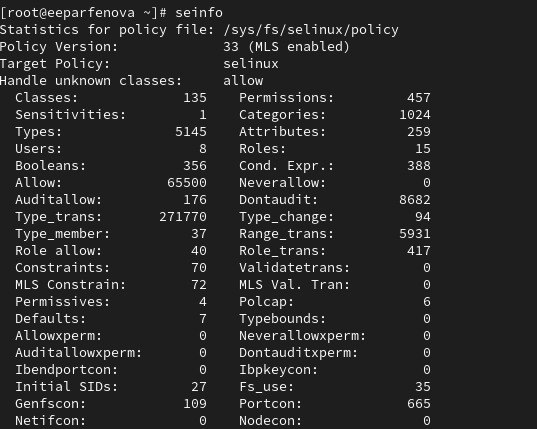 [root@eeparfenova ~]# seinfo
Statistics for policy file: /sys/fs/selinux/policy
Policy Version:             33 (MLS enabled)
Target Policy:              selinux
Handle unknown classes:     allow
  Classes:             135    Permissions:         457
  Sensitivities:         1    Categories:         1024
  Types:              5145    Attributes:          259
  Users:                 8    Roles:                15
  Booleans:            356    Cond. Expr.:         388
  Allow:             65500    Neverallow:            0
  Auditallow:          176    Dontaudit:          8682
  Type_trans:       271770    Type_change:          94
  Type_member:          37    Range_trans:        5931
  Role allow:           40    Role_trans:          417
  Constraints:          70    Validatetrans:         0
  MLS Constrain:        72    MLS Val. Tran:         0
  Permissives:           4    Polcap:                6
  Defaults:              7    Typebounds:            0
  Allowxperm:            0    Neverallowxperm:       0
  Auditallowxperm:       0    Dontauditxperm:        0
  Ibendportcon:          0    Ibpkeycon:             0
  Initial SIDs:         27    Fs_use:               35
  Genfscon:            109    Portcon:             665
  Netifcon:              0    Nodecon:               0